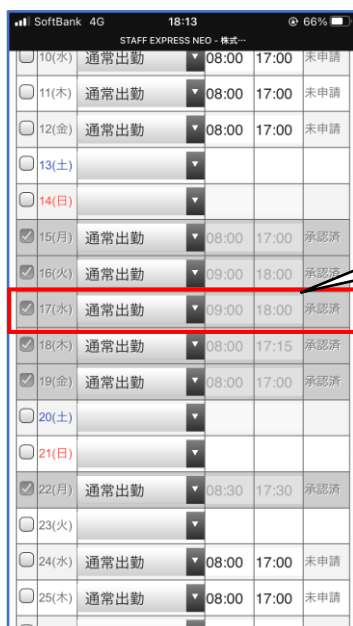 SoftBank 4G 18:13 66%
STAFF EXPRESS NEO - 株式…
10(水) 通常出勤 08:00 17:00 未申請
11(木) 通常出勤 08:00 17:00 未申請
12(金) 通常出勤 08:00 17:00 未申請
13(土)
14(日)
15(月) 通常出勤 08:00 17:00 承認済
16(火) 通常出勤 09:00 18:00 承認済
17(水) 通常出勤 09:00 18:00 承認済
18(木) 通常出勤 08:00 17:15 承認済
19(金) 通常出勤 08:00 17:00 承認済
20(土)
21(日)
22(月) 通常出勤 08:30 17:30 承認済
23(火)
24(水) 通常出勤 08:00 17:00 未申請
25(木) 通常出勤 08:00 17:00 未申請